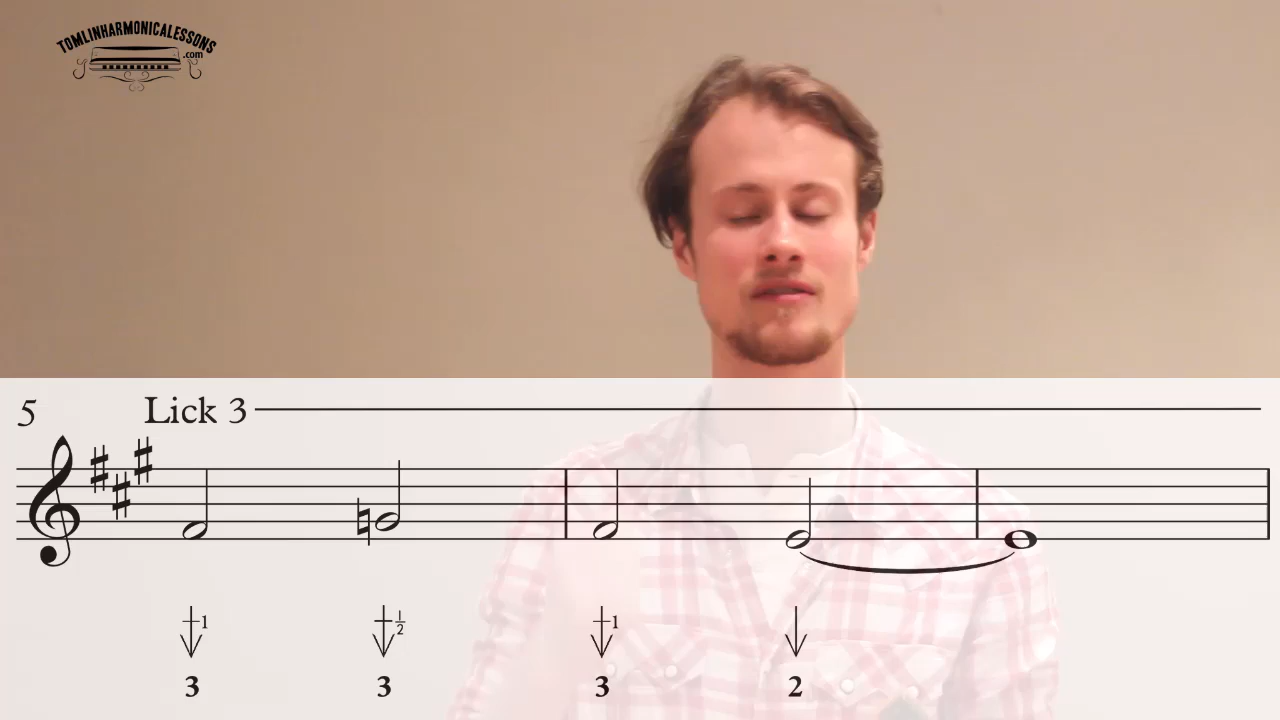 TOMLINHARMONICALESSONS
.com
5 Lick 3
1 1/2 1
3 3 3 2